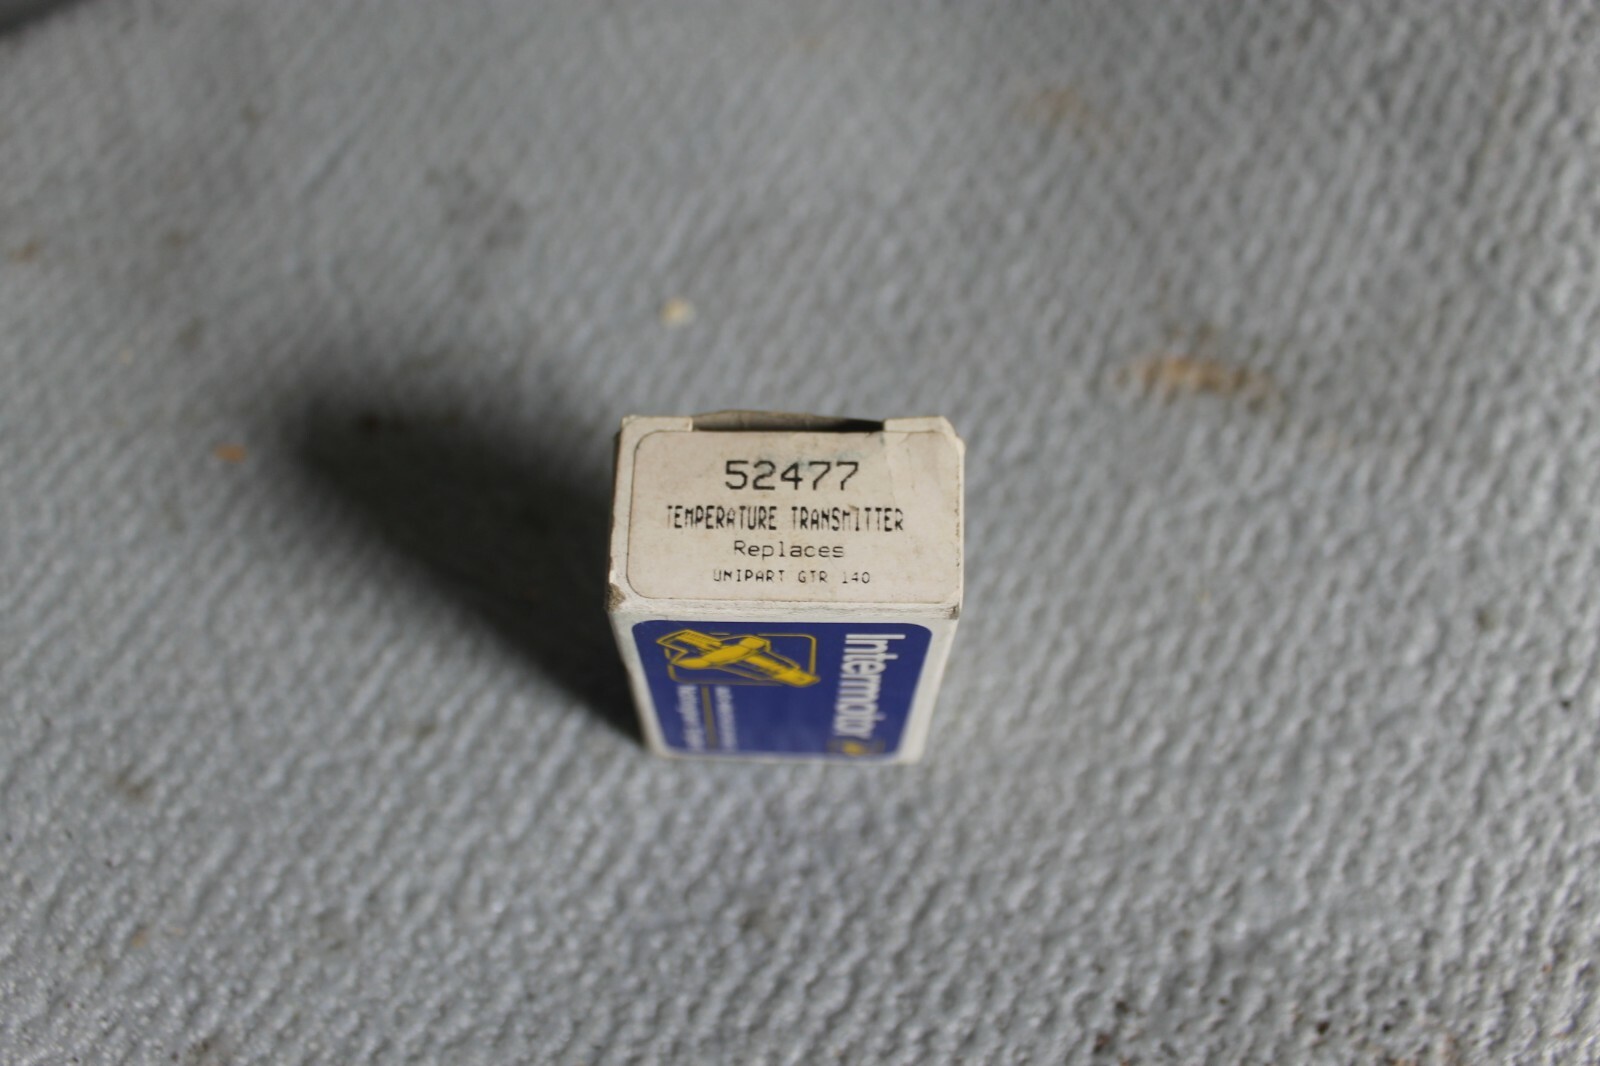 52477
TEMPERATURE TRANSMITTER
Replaces
UNIPART GTR 140
Intermotor